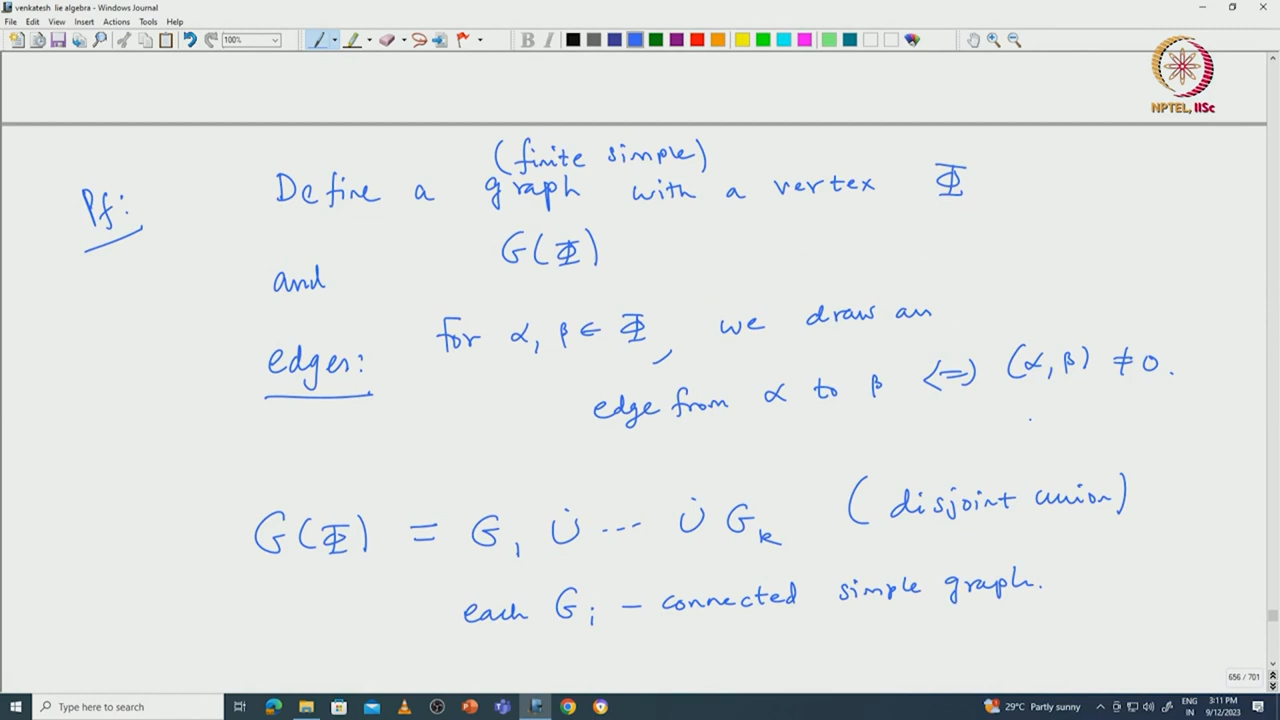 venkatesh lie algebra - Windows Journal
File Edit View Insert Actions Tools Help
100%
B I
NPTEL, IISc
(finite simple)
Pf: Define a graph with a vertex Φ
G(Φ)
and
edges: For α, β ∈ Φ, we draw an
edge from α to β <=> (α, β) ≠ 0.
G(Φ) = G₁ ∪̇ ... ∪̇ Gₖ (disjoint union)
each Gᵢ - connected simple graph.
656 / 701
Type here to search
29°C Partly sunny
ENG
IN
3:11 PM
9/12/2023